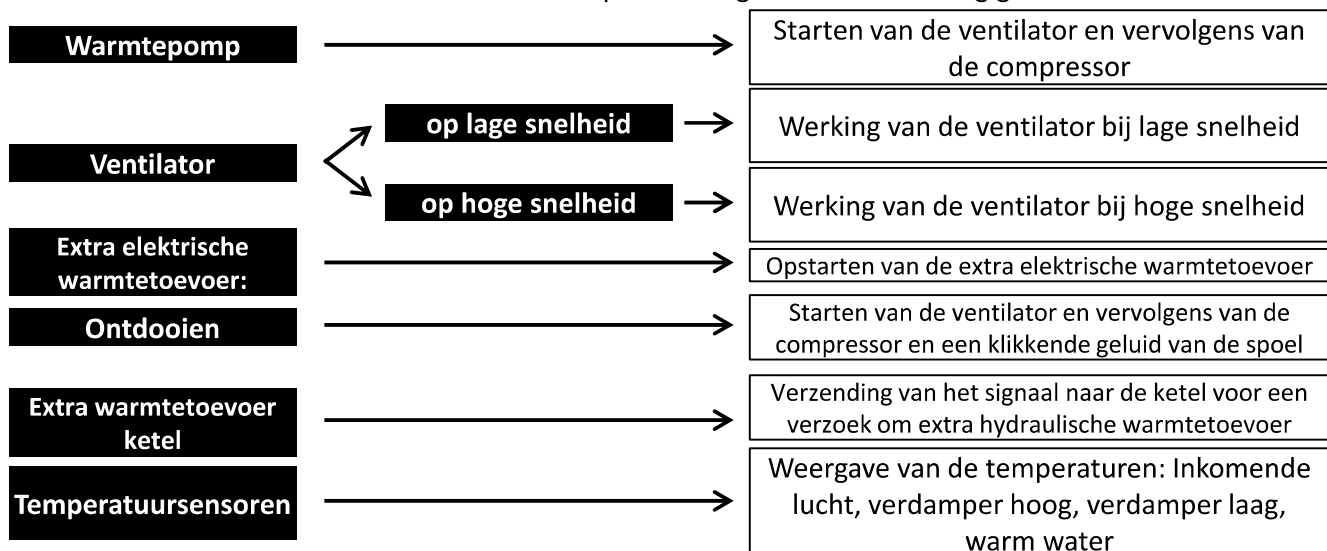 Warmtepomp
Starten van de ventilator en vervolgens van
de compressor
Ventilator
op lage snelheid
Werking van de ventilator bij lage snelheid
op hoge snelheid
Werking van de ventilator bij hoge snelheid
Extra elektrische
warmtetoevoer:
Opstarten van de extra elektrische warmtetoevoer
Ontdooien
Starten van de ventilator en vervolgens van de
compressor en een klikkende geluid van de spoel
Extra warmtetoevoer
ketel
Verzending van het signaal naar de ketel voor een
verzoek om extra hydraulische warmtetoevoer
Temperatuursensoren
Weergave van de temperaturen: Inkomende
lucht, verdamper hoog, verdamper laag,
warm water